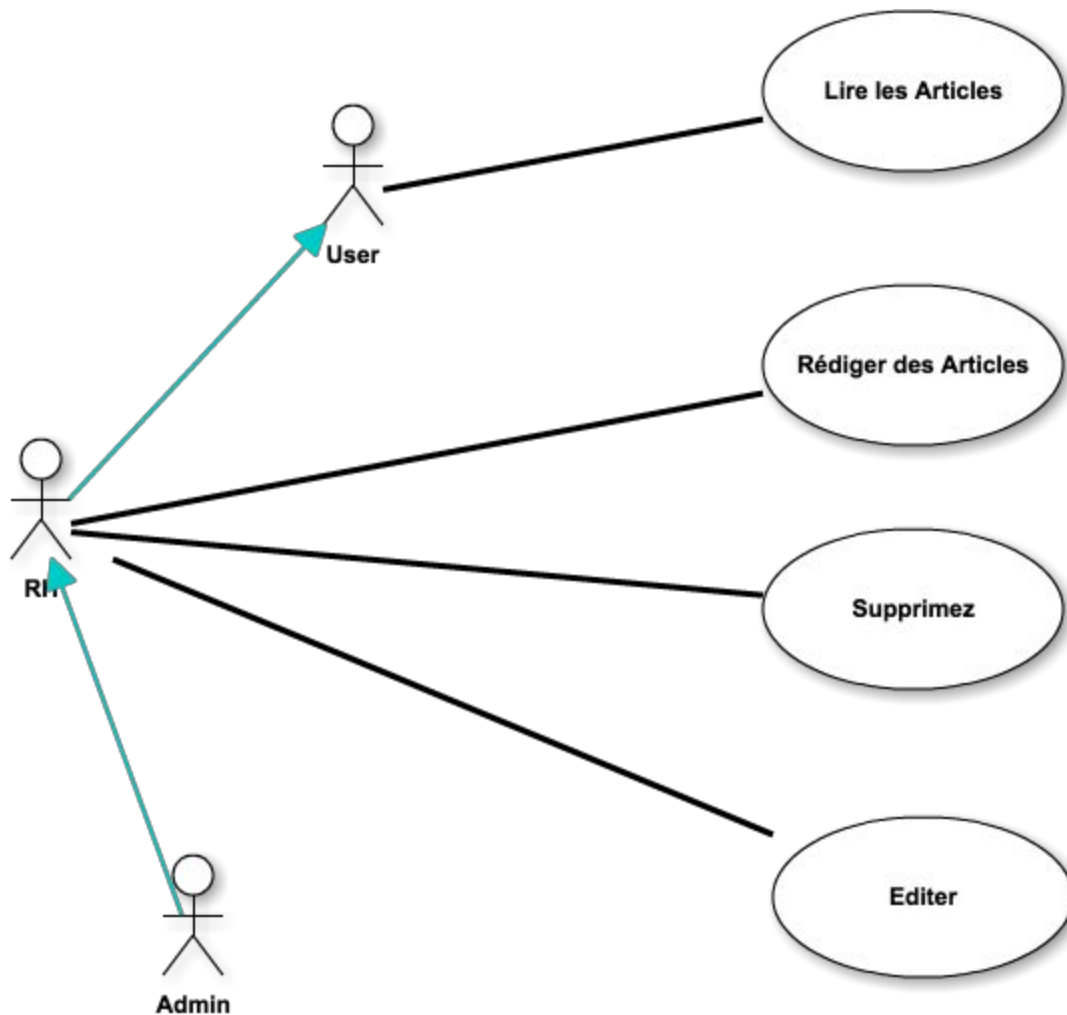 Lire les Articles
User
Rédiger des Articles
RH
Supprimez
Editer
Admin